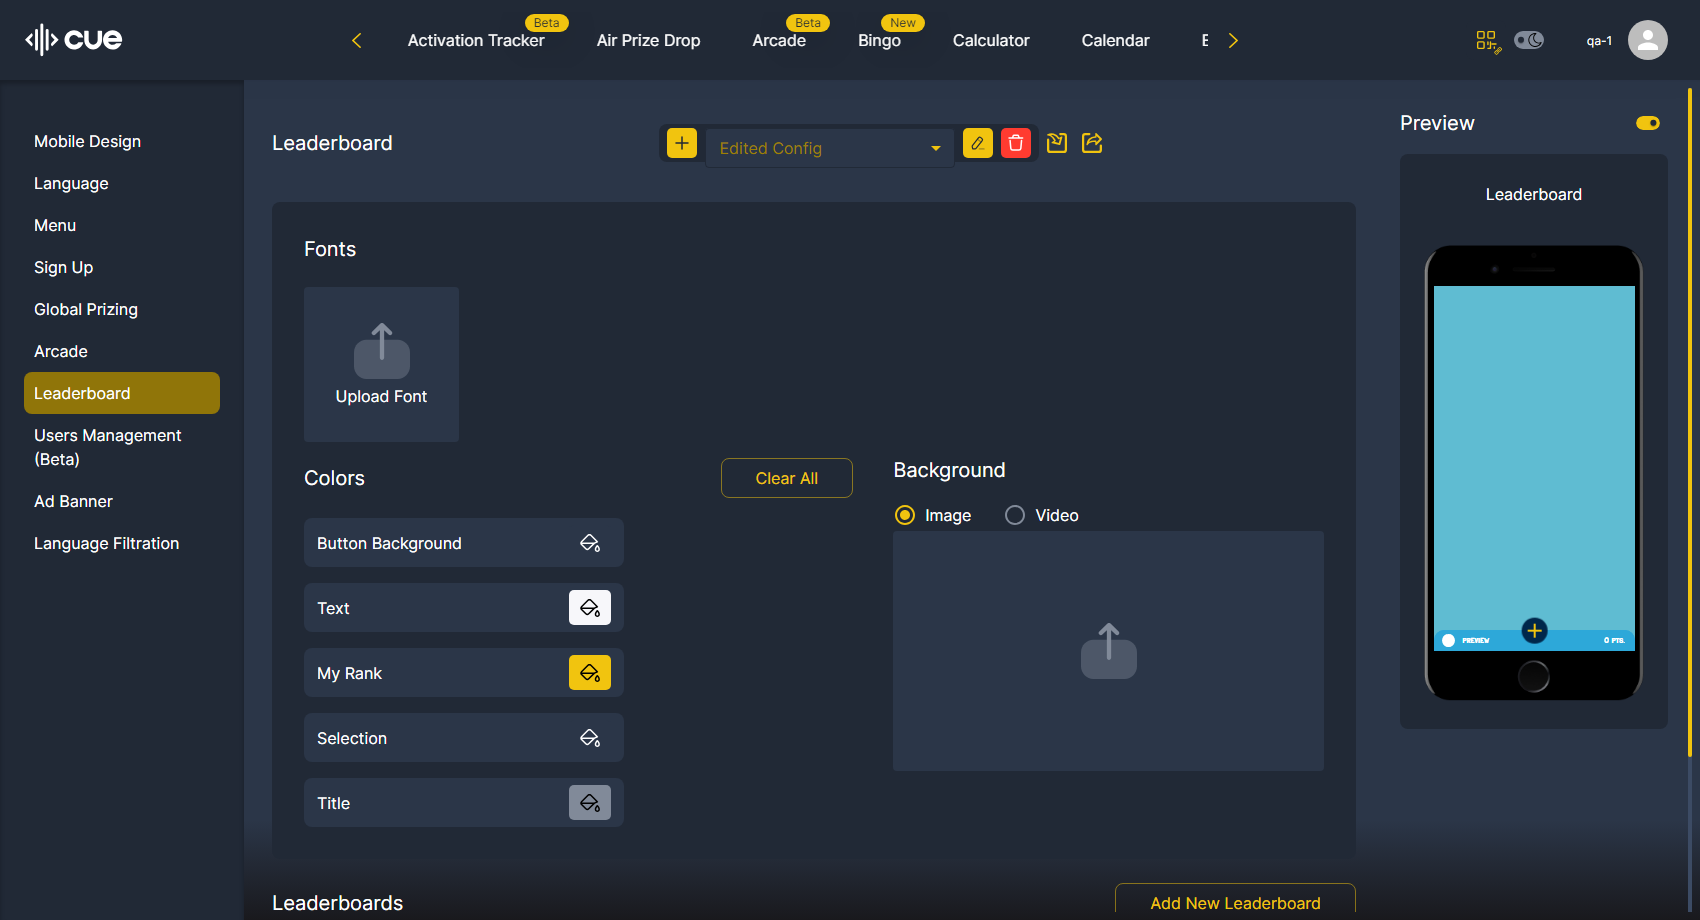 cue
Beta
Beta
New
Activation Tracker
Air Prize Drop
Arcade
Bingo
Calculator
Calendar
qa-1
Mobile Design
Language
Menu
Sign Up
Global Prizing
Arcade
Leaderboard
Users Management
(Beta)
Ad Banner
Language Filtration
Leaderboard
Edited Config
Fonts
Upload Font
Colors
Clear All
Button Background
Text
My Rank
Selection
Title
Background
Image
Video
Leaderboards
Add New Leaderboard
Preview
Leaderboard
PREVIEW
0 PTS.